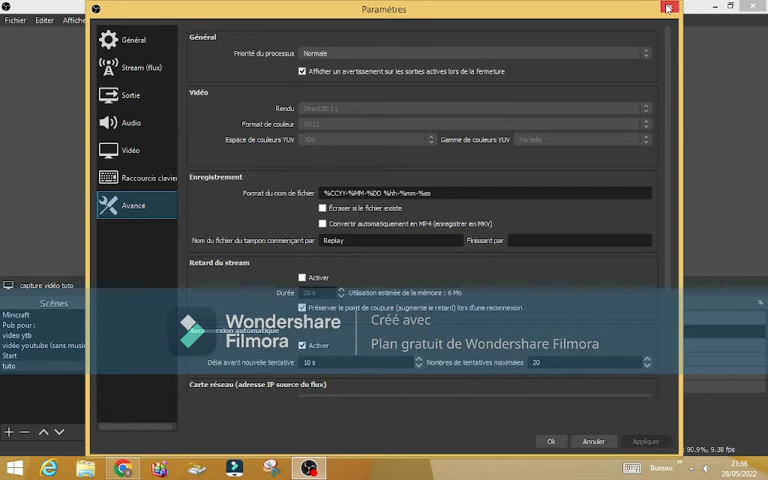 Paramètres
Fichier Editer Affiche
Général
Stream (flux)
Sortie
Audio
Vidéo
Raccourcis clavier
Avancé
Général
Priorité du processus Normale
Afficher un avertissement sur les sorties actives lors de la fermeture
Vidéo
Rendu Direct3D 11
Format de couleur NV12
Espace de couleurs YUV 709 Gamme de couleurs YUV Partielle
Enregistrement
Format du nom de fichier %CCYY-%MM-%DD %hh-%mm-%ss
Écraser si le fichier existe
Convertir automatiquement en MP4 (enregistrer en MKV)
Nom du fichier du tampon commençant par Replay Finissant par
Retard du stream
Activer
Durée 20 s Utilisation estimée de la mémoire : 6 Mo
Préserver le point de coupure (augmente le retard) lors d'une reconnexion
Reconnexion automatique
Activer
Délai avant nouvelle tentative 10 s Nombres de tentatives maximales 20
Carte réseau (adresse IP source du flux)
Ok Annuler Appliquer
capture vidéo tuto
Scènes
Mincraft
Pub pour :
video ytb
vidéo youtube (sans music
Start
tuto
Wondershare
Filmora
Créé avec
Plan gratuit de Wondershare Filmora
90.9%, 9.38 fps
Bureau
21:56
28/05/2022